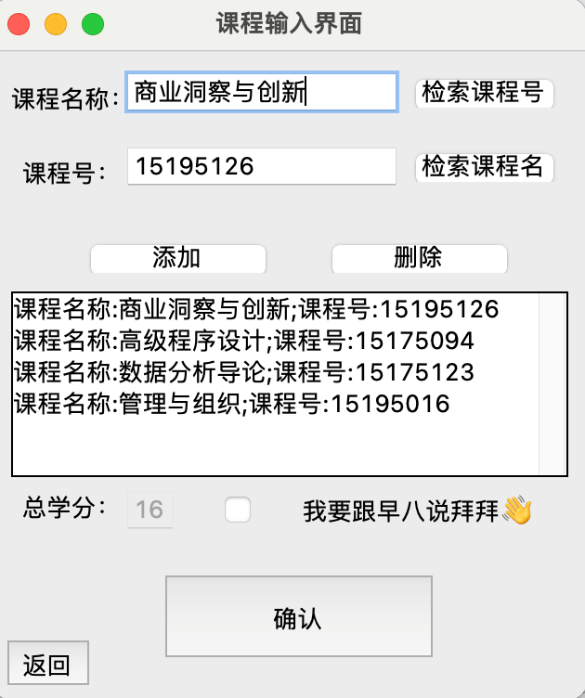 课程输入界面
课程名称: 商业洞察与创新 检索课程号
课程号: 15195126 检索课程名
添加 删除
课程名称:商业洞察与创新;课程号:15195126
课程名称:高级程序设计;课程号:15175094
课程名称:数据分析导论;课程号:15175123
课程名称:管理与组织;课程号:15195016
总学分: 16 我要跟早八说拜拜👋
确认
返回